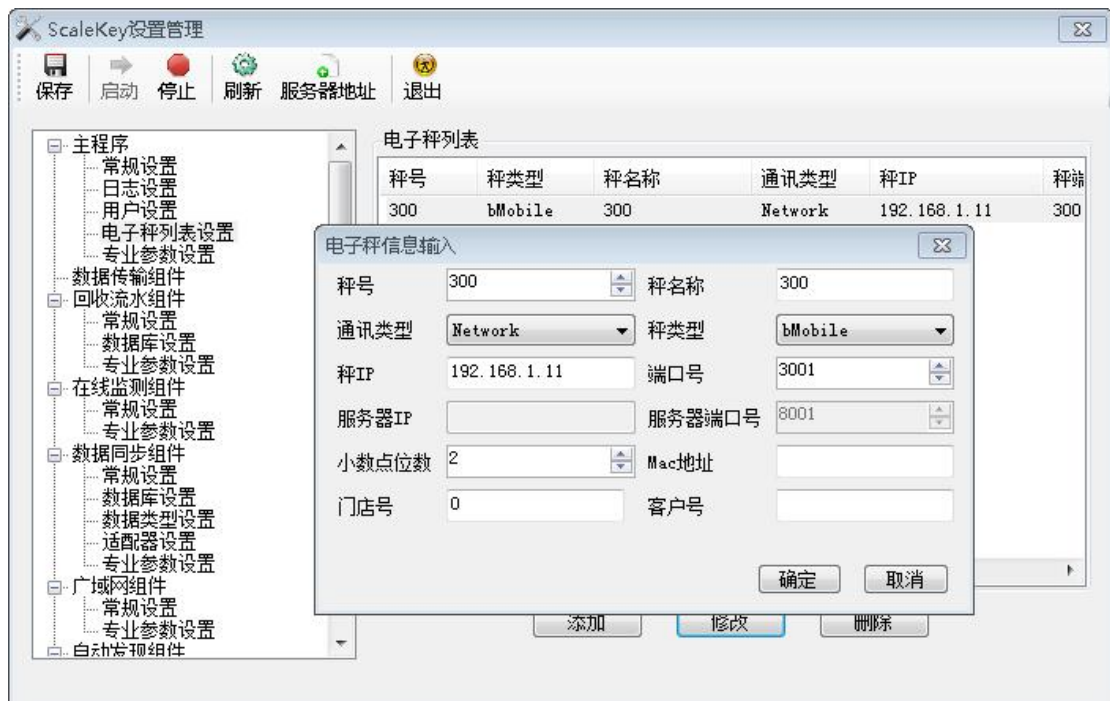 ScaleKey设置管理
保存 启动 停止 刷新 服务器地址 退出
主程序
常规设置
日志设置
用户设置
电子秤列表设置
专业参数设置
数据传输组件
回收流水组件
常规设置
数据库设置
专业参数设置
在线监测组件
常规设置
专业参数设置
数据同步组件
常规设置
数据库设置
数据类型设置
适配器设置
专业参数设置
广域网组件
常规设置
专业参数设置
自动发现组件
电子秤列表
秤号 秤类型 秤名称 通讯类型 秤IP 秤端
300 bMobile 300 Network 192.168.1.11 300
电子秤信息输入
秤号 300 秤名称 300
通讯类型 Network 秤类型 bMobile
秤IP 192.168.1.11 端口号 3001
服务器IP 服务器端口号 8001
小数点位数 2 Mac地址
门店号 0 客户号
确定 取消
添加 修改 删除